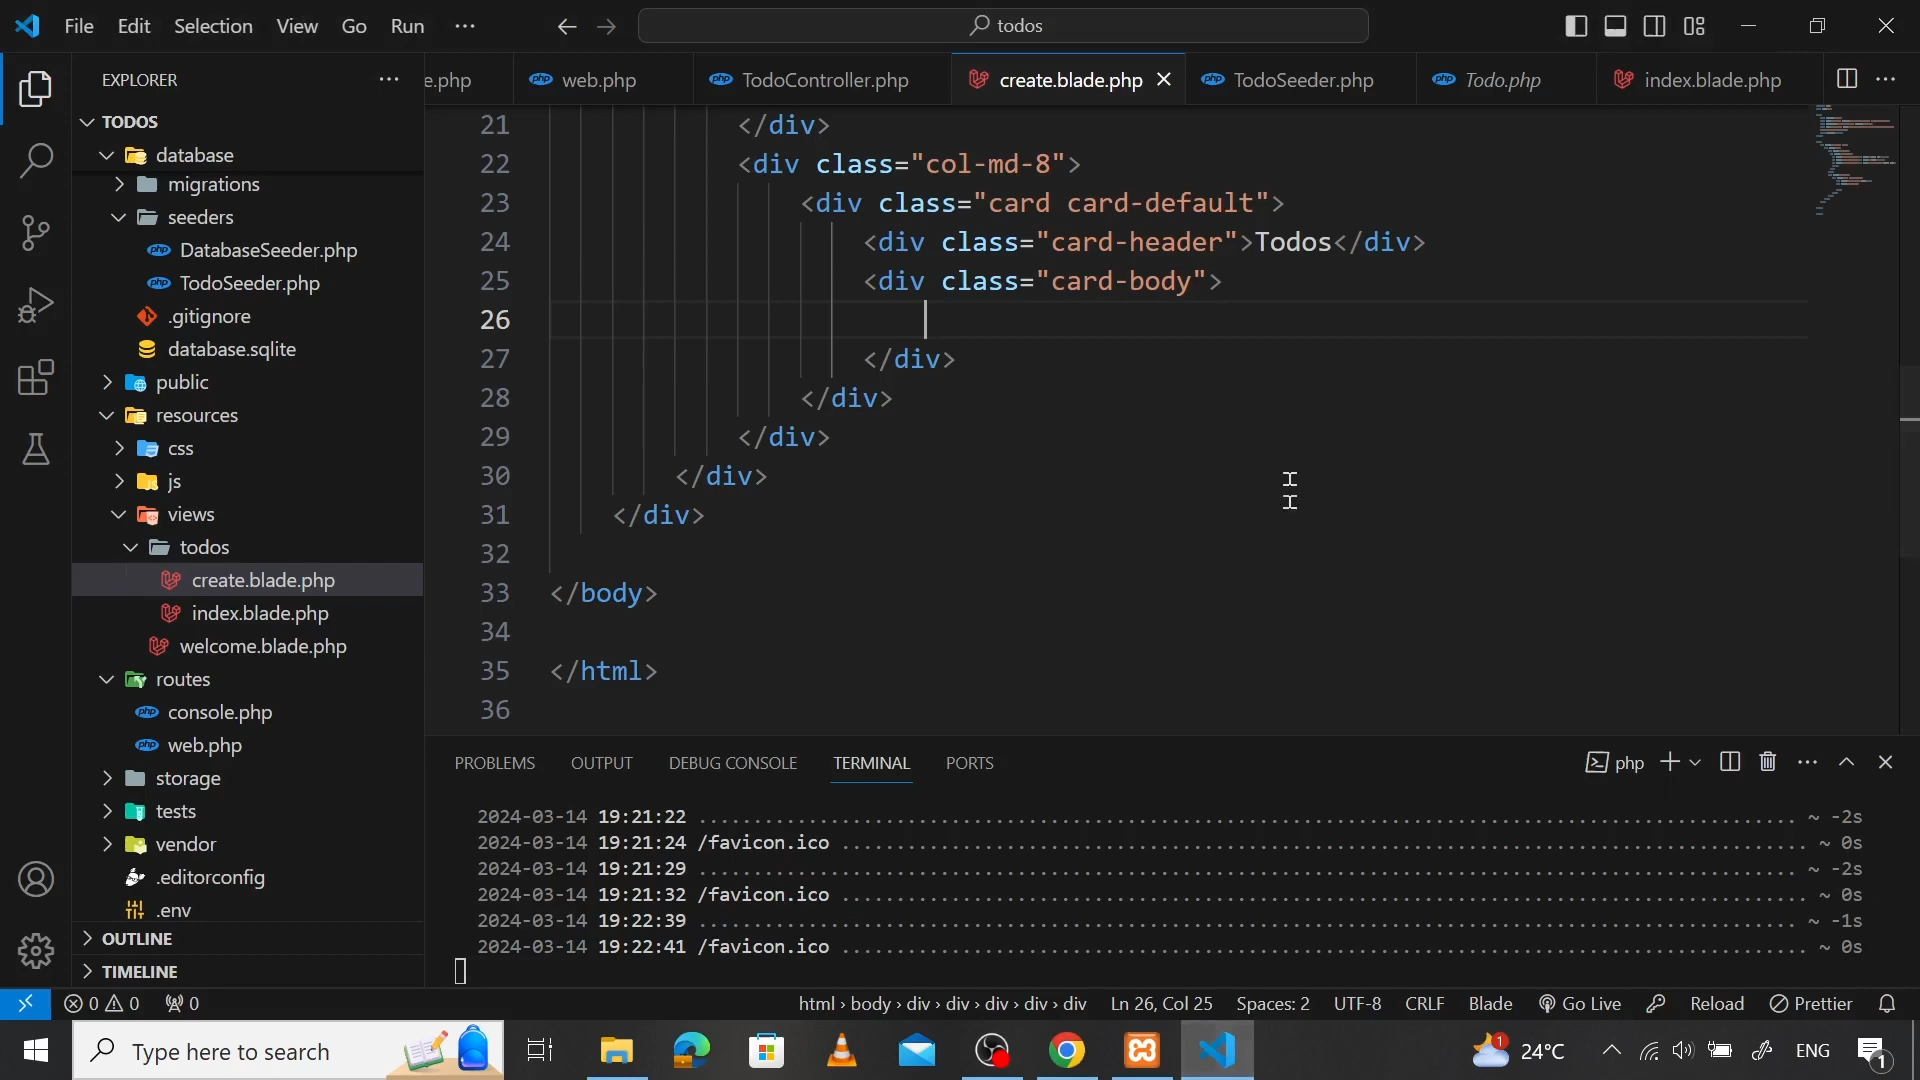 File Edit Selection View Go Run ··· todos
EXPLORER ···
e.php web.php TodoController.php create.blade.php TodoSeeder.php Todo.php index.blade.php ···
TODOS
database
migrations
seeders
DatabaseSeeder.php
TodoSeeder.php
.gitignore
database.sqlite
public
resources
css
js
views
todos
create.blade.php
index.blade.php
welcome.blade.php
routes
console.php
web.php
storage
tests
vendor
.editorconfig
.env
OUTLINE
TIMELINE
21 </div>
22 <div class="col-md-8">
23 <div class="card card-default">
24 <div class="card-header">Todos</div>
25 <div class="card-body">
26
27 </div>
28 </div>
29 </div>
30 </div>
31 </div>
32
33 </body>
34
35 </html>
36
PROBLEMS OUTPUT DEBUG CONSOLE TERMINAL PORTS php ···
2024-03-14 19:21:22 ........................................ ~ -2s
2024-03-14 19:21:24 /favicon.ico ........................................ ~ 0s
2024-03-14 19:21:29 ........................................ ~ -2s
2024-03-14 19:21:32 /favicon.ico ........................................ ~ 0s
2024-03-14 19:22:39 ........................................ ~ -1s
2024-03-14 19:22:41 /favicon.ico ........................................ ~ 0s
0 0 0 html › body › div › div › div › div › div Ln 26, Col 25 Spaces: 2 UTF-8 CRLF Blade Go Live Reload Prettier
Type here to search 1 24°C ENG 1